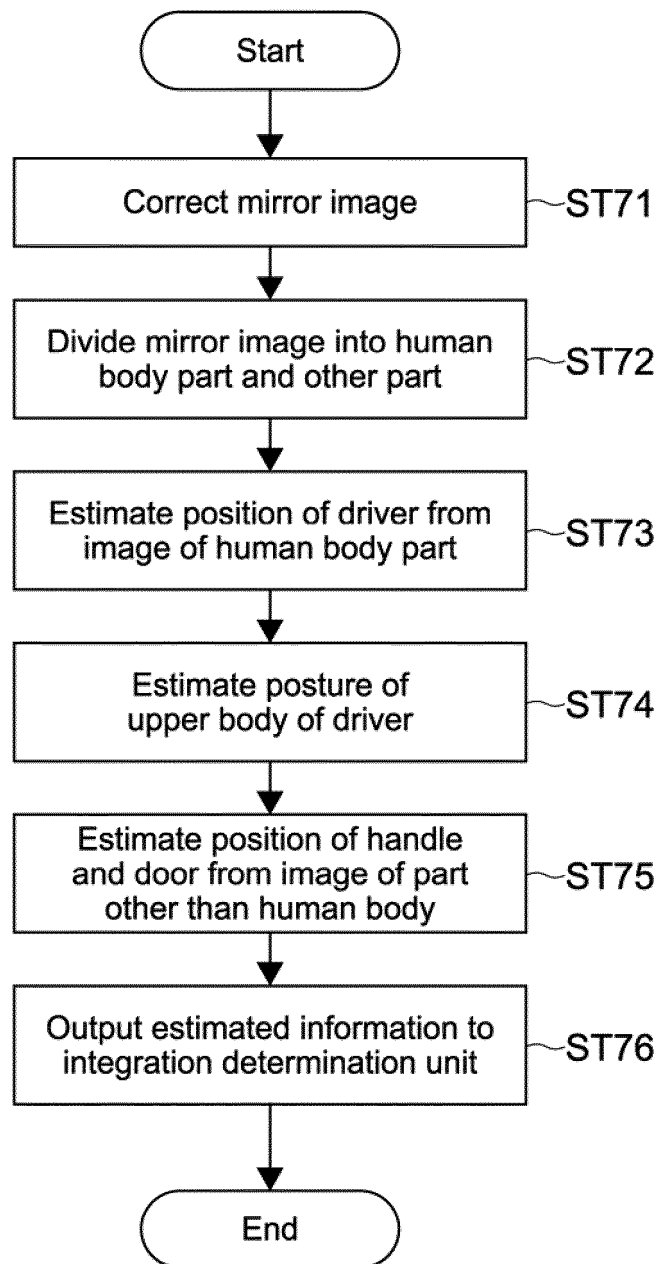 Start
Correct mirror image
ST71
Divide mirror image into human
body part and other part
ST72
Estimate position of driver from
image of human body part
ST73
Estimate posture of
upper body of driver
ST74
Estimate position of handle
and door from image of part
other than human body
ST75
Output estimated information to
integration determination unit
ST76
End